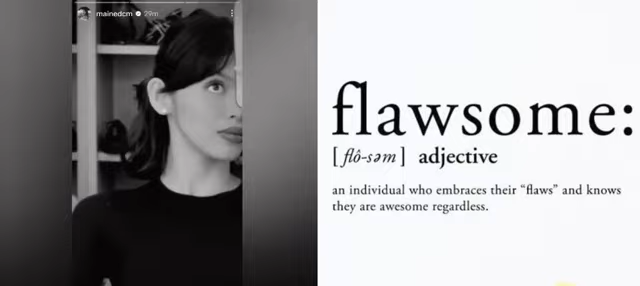 mainedcm 29m
flawsome:
[flô-səm] adjective
an individual who embraces their “flaws” and knows
they are awesome regardless.